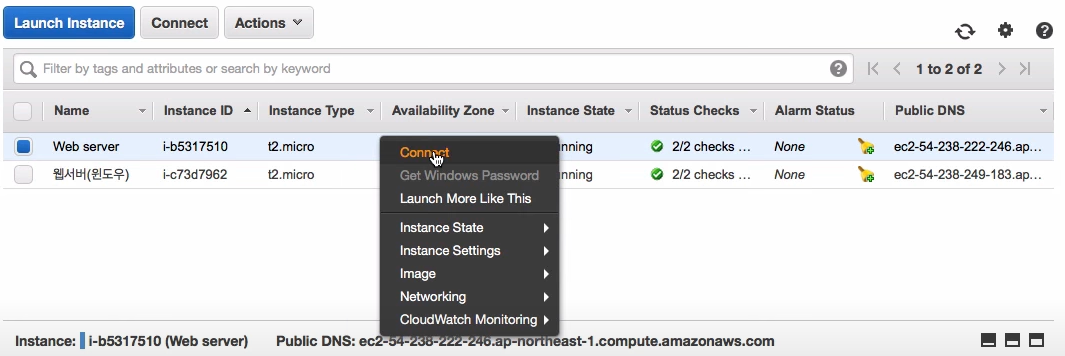 Launch Instance Connect Actions
Filter by tags and attributes or search by keyword 1 to 2 of 2
Name Instance ID Instance Type Availability Zone Instance State Status Checks Alarm Status Public DNS
Web server i-b5317510 t2.micro unning 2/2 checks ... None ec2-54-238-222-246.ap...
웹서버(윈도우) i-c73d7962 t2.micro unning 2/2 checks ... None ec2-54-238-249-183.ap...
Connect
Get Windows Password
Launch More Like This
Instance State
Instance Settings
Image
Networking
CloudWatch Monitoring
Instance: i-b5317510 (Web server) Public DNS: ec2-54-238-222-246.ap-northeast-1.compute.amazonaws.com